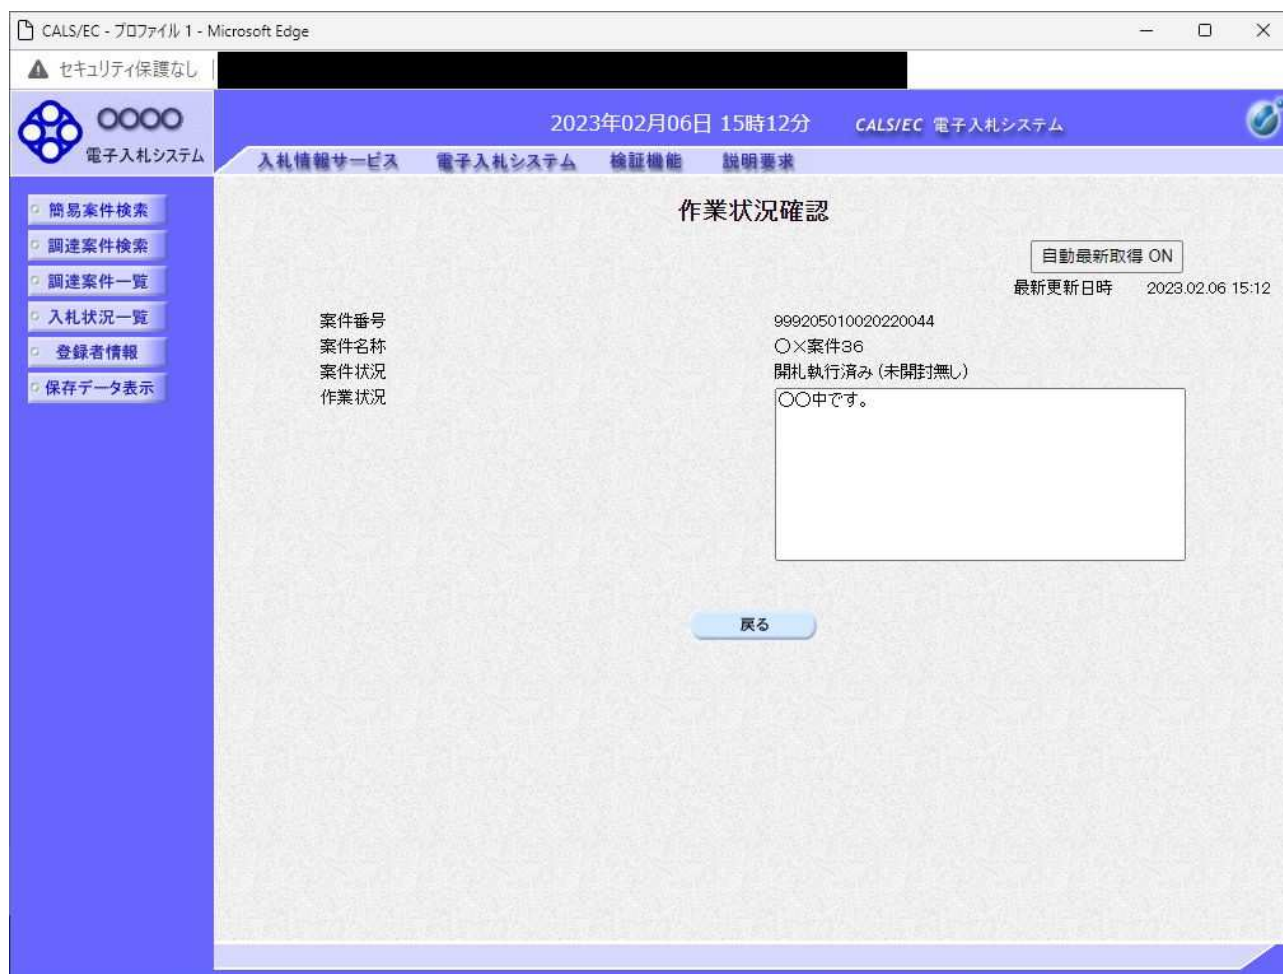 CALS/EC - プロファイル 1 - Microsoft Edge
セキュリティ保護なし
〇〇〇〇
電子入札システム
2023年02月06日 15時12分
CALS/EC 電子入札システム
入札情報サービス 電子入札システム 検証機能 説明要求
簡易案件検索
調達案件検索
調達案件一覧
入札状況一覧
登録者情報
保存データ表示
作業状況確認
自動最新取得 ON
最新更新日時 2023.02.06 15:12
案件番号 999205010020220044
案件名称 〇×案件36
案件状況 開札執行済み (未開封無し)
作業状況 〇〇中です。
戻る